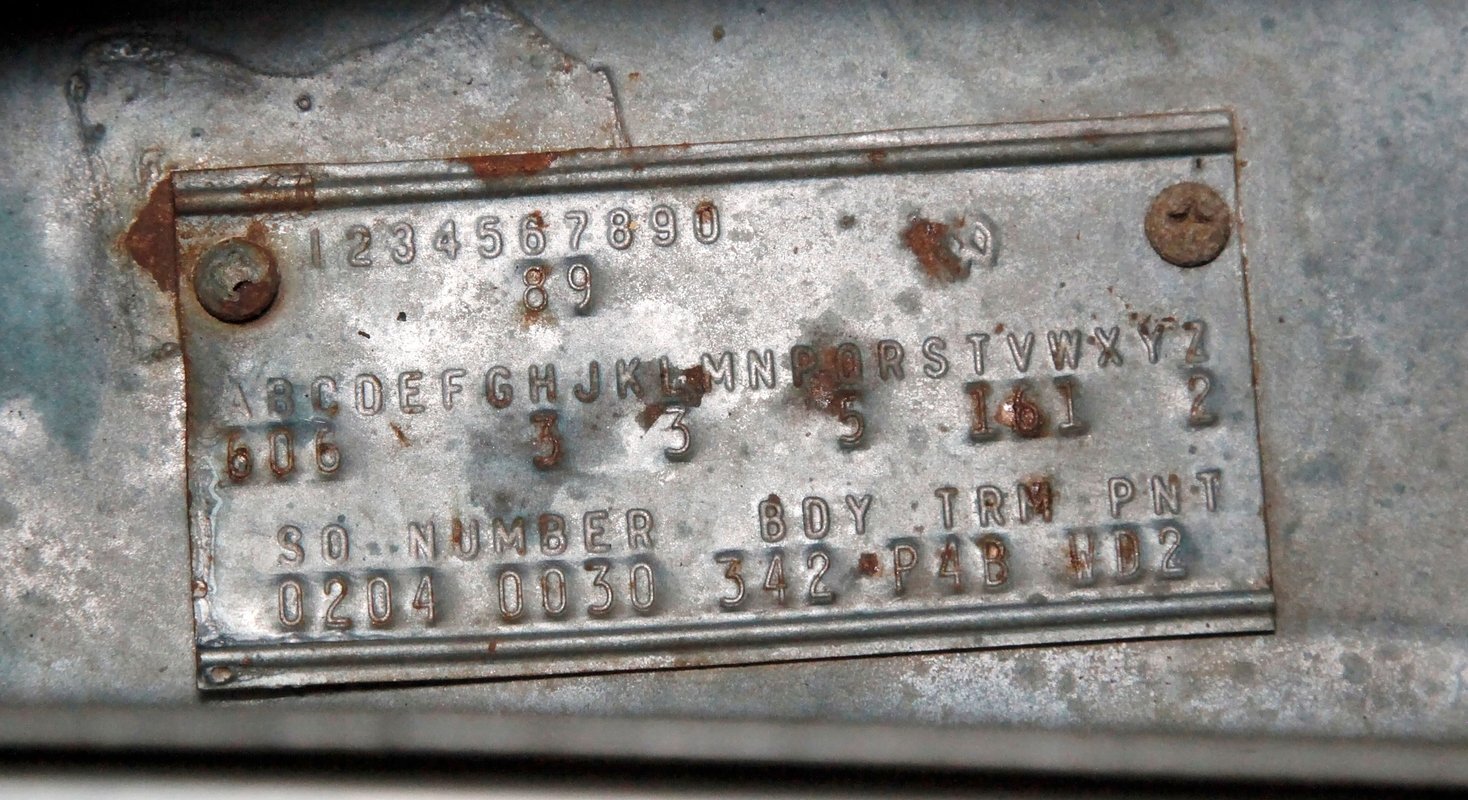 1234567890
89
ABCDEFGHJKLMNPQRSTVWXYZ
606 3 3 5 161 2
SO NUMBER BDY TRM PNT
0204 0030 342 P4B WD2